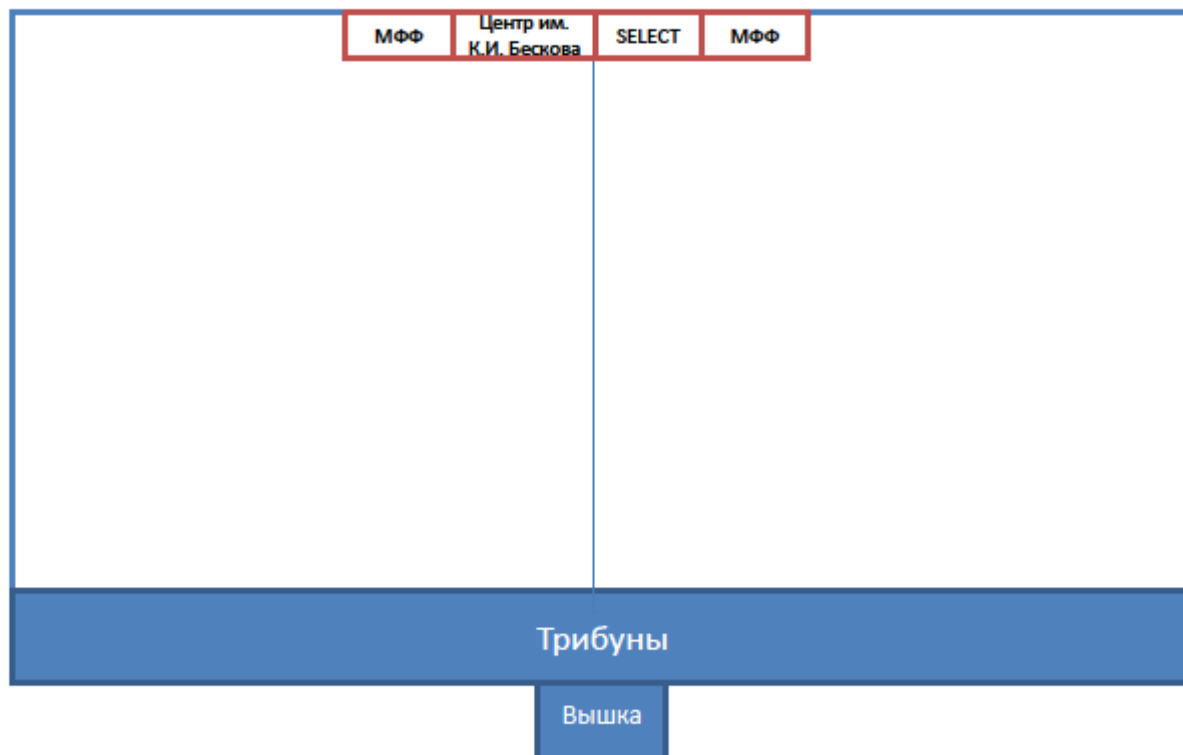 МФФ
Центр им.
К.И. Бескова
SELECT
МФФ
Трибуны
Вышка